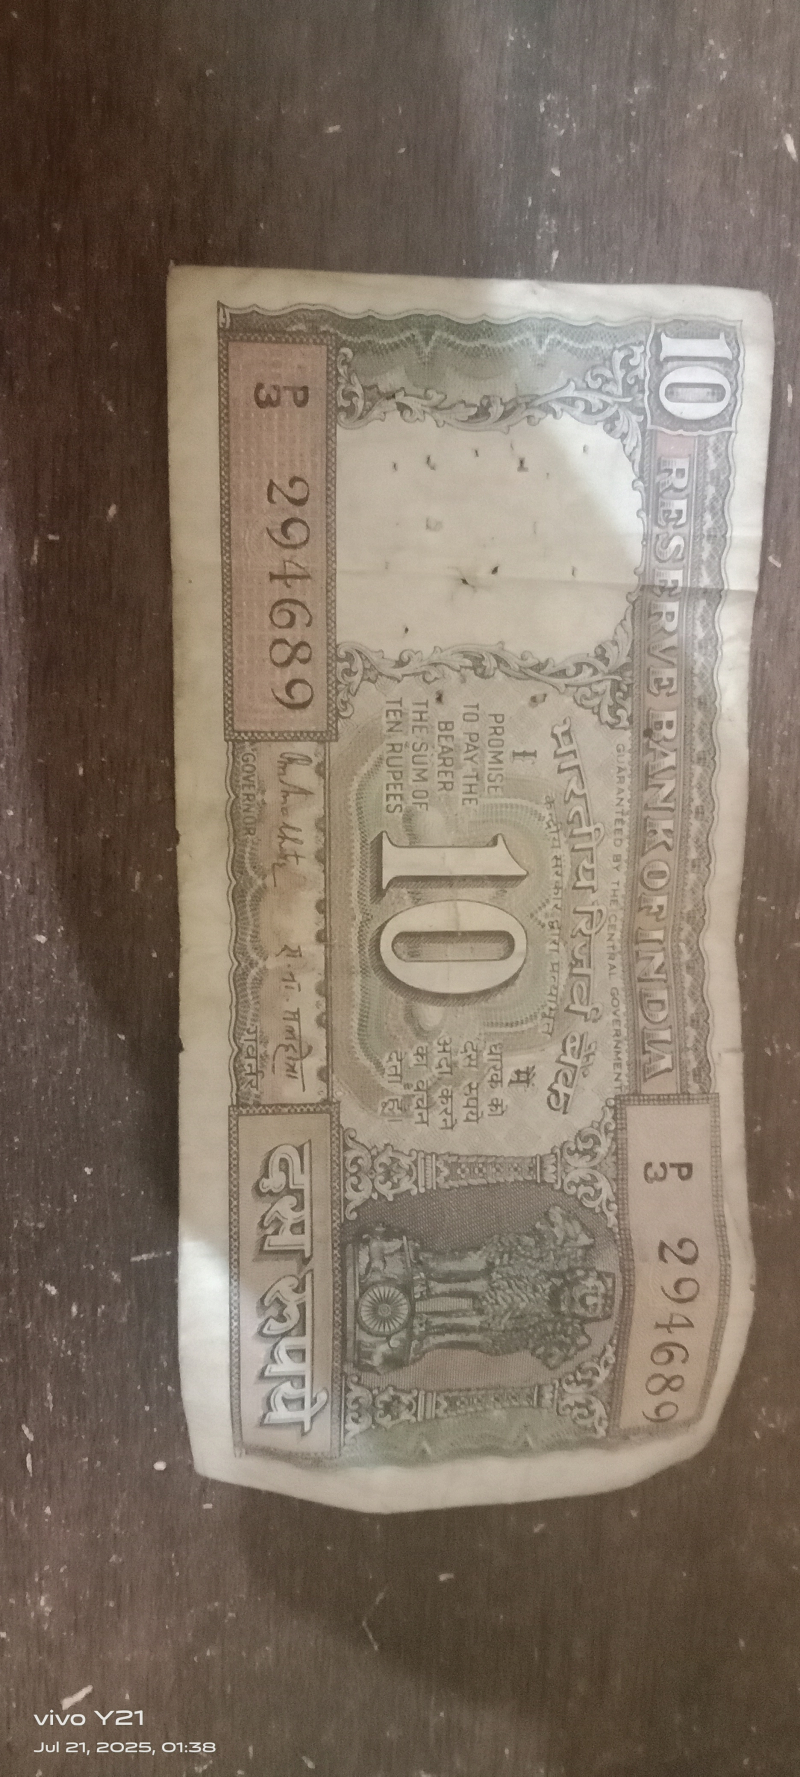 10 RESERVE BANK OF INDIA
GUARANTEED BY THE CENTRAL GOVERNMENT
P/3 294689
भारतीय रिज़र्व बैंक
केन्द्रीय सरकार द्वारा प्रत्याभूत
I
PROMISE
TO PAY THE
BEARER
THE SUM OF
TEN RUPEES
10
मैं
धारक को
दस रुपये
अदा करने
का वचन
देता हूँ।
P/3 294689
GOVERNOR
गवर्नर
दस रुपये
vivo Y21
Jul 21, 2025, 01:38